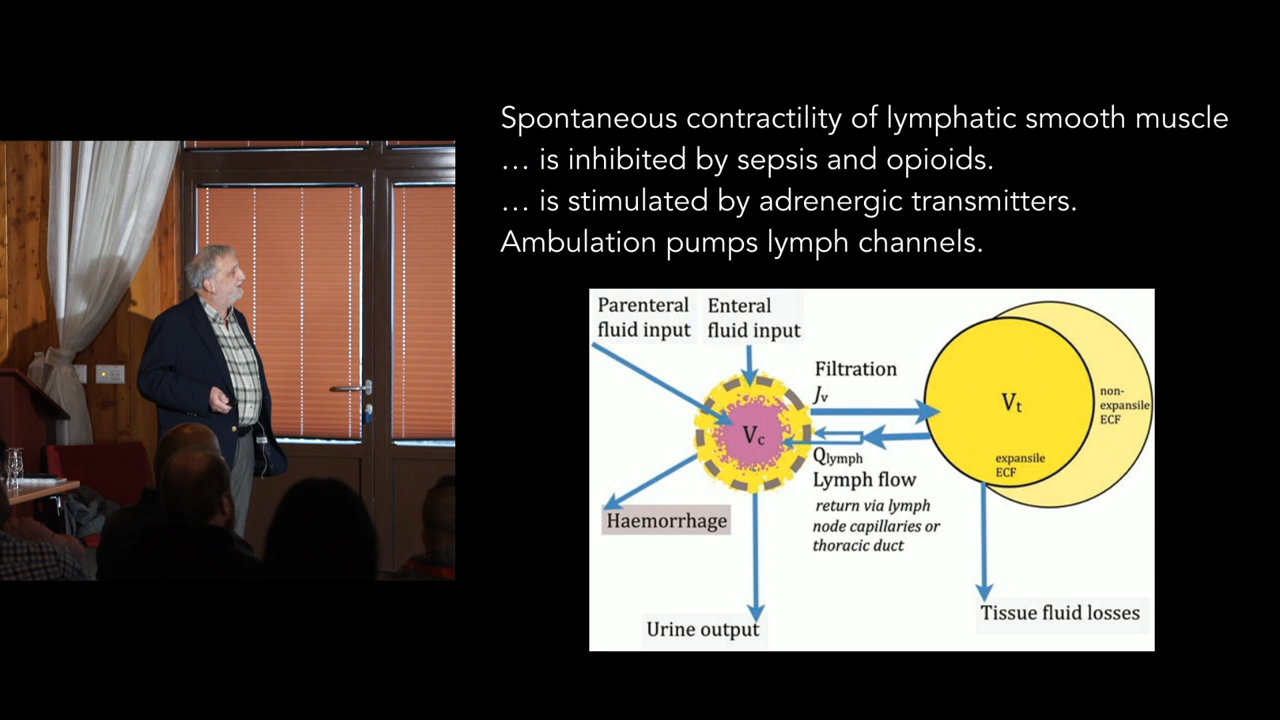 Spontaneous contractility of lymphatic smooth muscle
… is inhibited by sepsis and opioids.
… is stimulated by adrenergic transmitters.
Ambulation pumps lymph channels.
Parenteral
fluid input
Enteral
fluid input
Filtration
Jv
Vc
Vt
non-
expansile
ECF
expansile
ECF
Qlymph
Lymph flow
return via lymph
node capillaries or
thoracic duct
Haemorrhage
Urine output
Tissue fluid losses